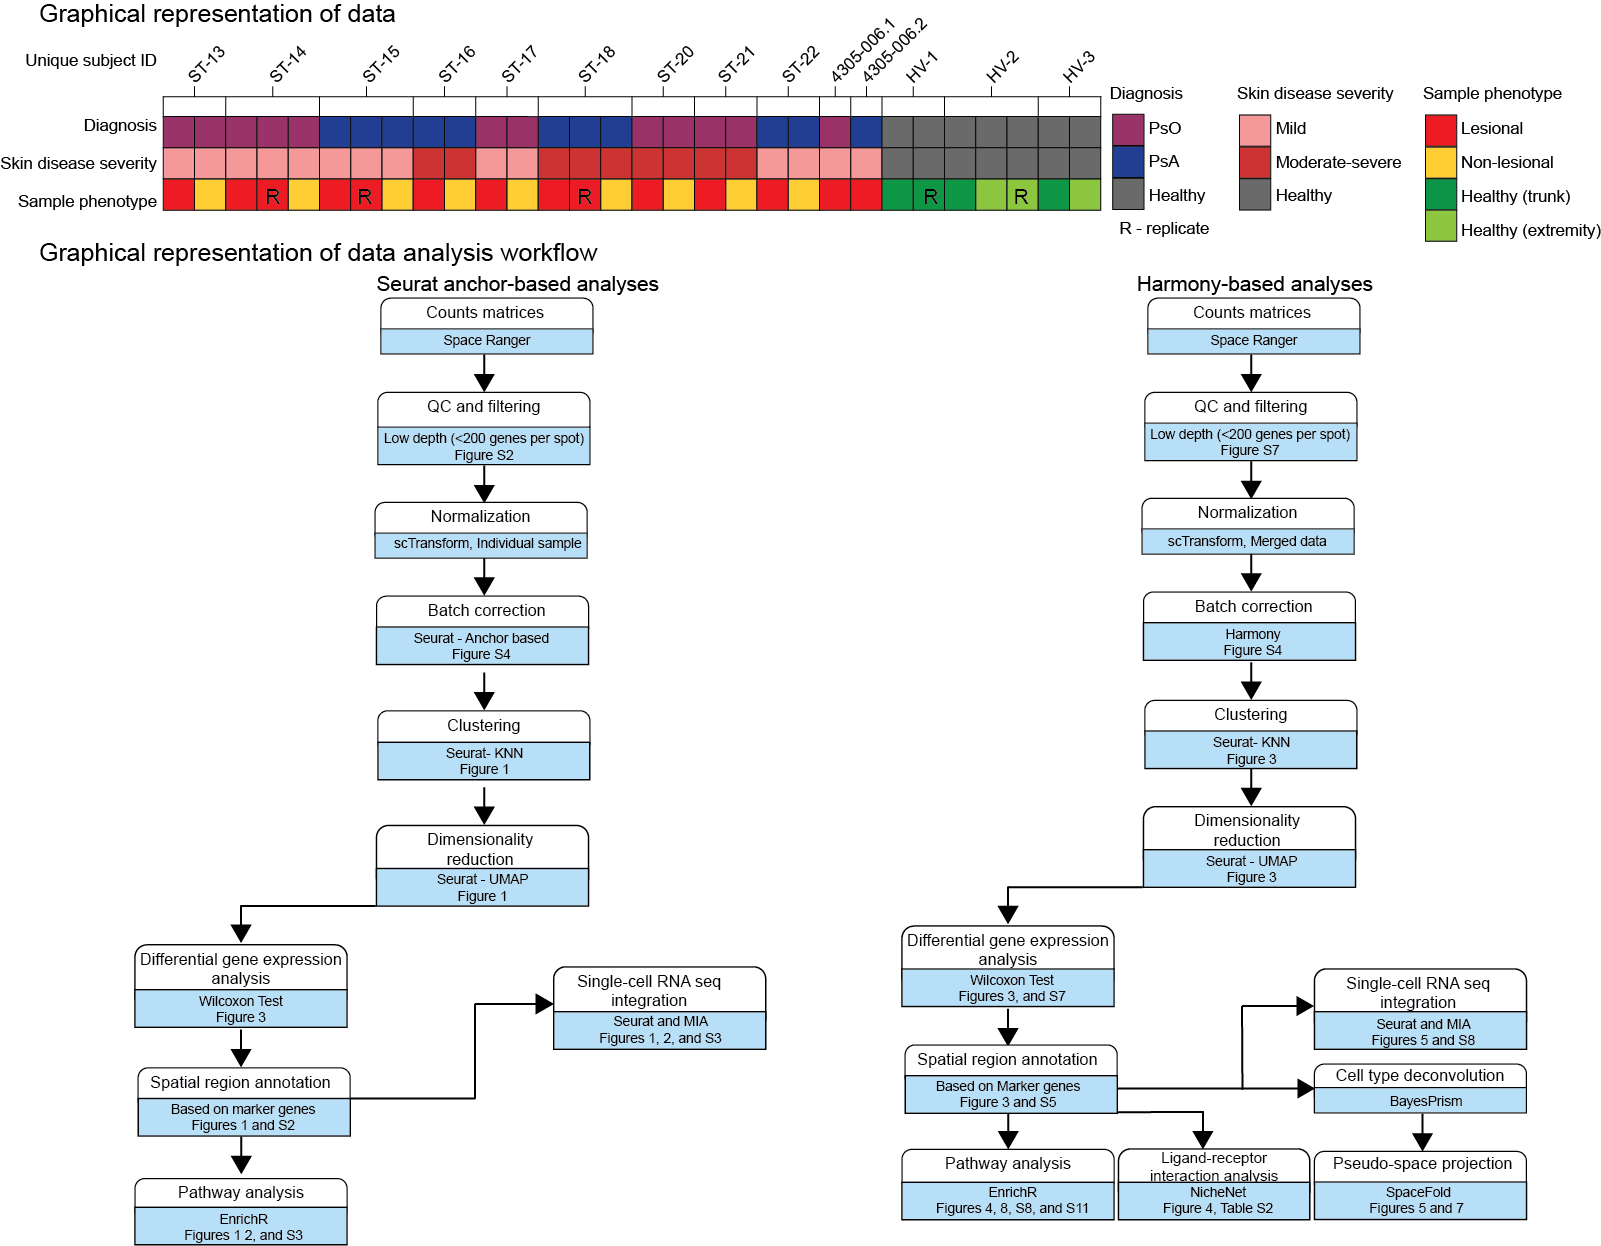 Graphical representation of data
Unique subject ID
ST-13
ST-14
ST-15
ST-16
ST-17
ST-18
ST-20
ST-21
ST-22
4305-006.1
4305-006.2
HV-1
HV-2
HV-3
Diagnosis
Skin disease severity
Sample phenotype
R
R
R
R
R
Diagnosis
PsO
PsA
Healthy
R - replicate
Skin disease severity
Mild
Moderate-severe
Healthy
Sample phenotype
Lesional
Non-lesional
Healthy (trunk)
Healthy (extremity)
Graphical representation of data analysis workflow
Seurat anchor-based analyses
Counts matrices
Space Ranger
QC and filtering
Low depth (<200 genes per spot)
Figure S2
Normalization
scTransform, Individual sample
Batch correction
Seurat - Anchor based
Figure S4
Clustering
Seurat- KNN
Figure 1
Dimensionality
reduction
Seurat - UMAP
Figure 1
Differential gene expression
analysis
Wilcoxon Test
Figure 3
Spatial region annotation
Based on marker genes
Figures 1 and S2
Single-cell RNA seq
integration
Seurat and MIA
Figures 1, 2, and S3
Pathway analysis
EnrichR
Figures 1 2, and S3
Harmony-based analyses
Counts matrices
Space Ranger
QC and filtering
Low depth (<200 genes per spot)
Figure S7
Normalization
scTransform, Merged data
Batch correction
Harmony
Figure S4
Clustering
Seurat- KNN
Figure 3
Dimensionality
reduction
Seurat - UMAP
Figure 3
Differential gene expression
analysis
Wilcoxon Test
Figures 3, and S7
Spatial region annotation
Based on Marker genes
Figure 3 and S5
Single-cell RNA seq
integration
Seurat and MIA
Figures 5 and S8
Cell type deconvolution
BayesPrism
Pathway analysis
EnrichR
Figures 4, 8, S8, and S11
Ligand-receptor
interaction analysis
NicheNet
Figure 4, Table S2
Pseudo-space projection
SpaceFold
Figures 5 and 7